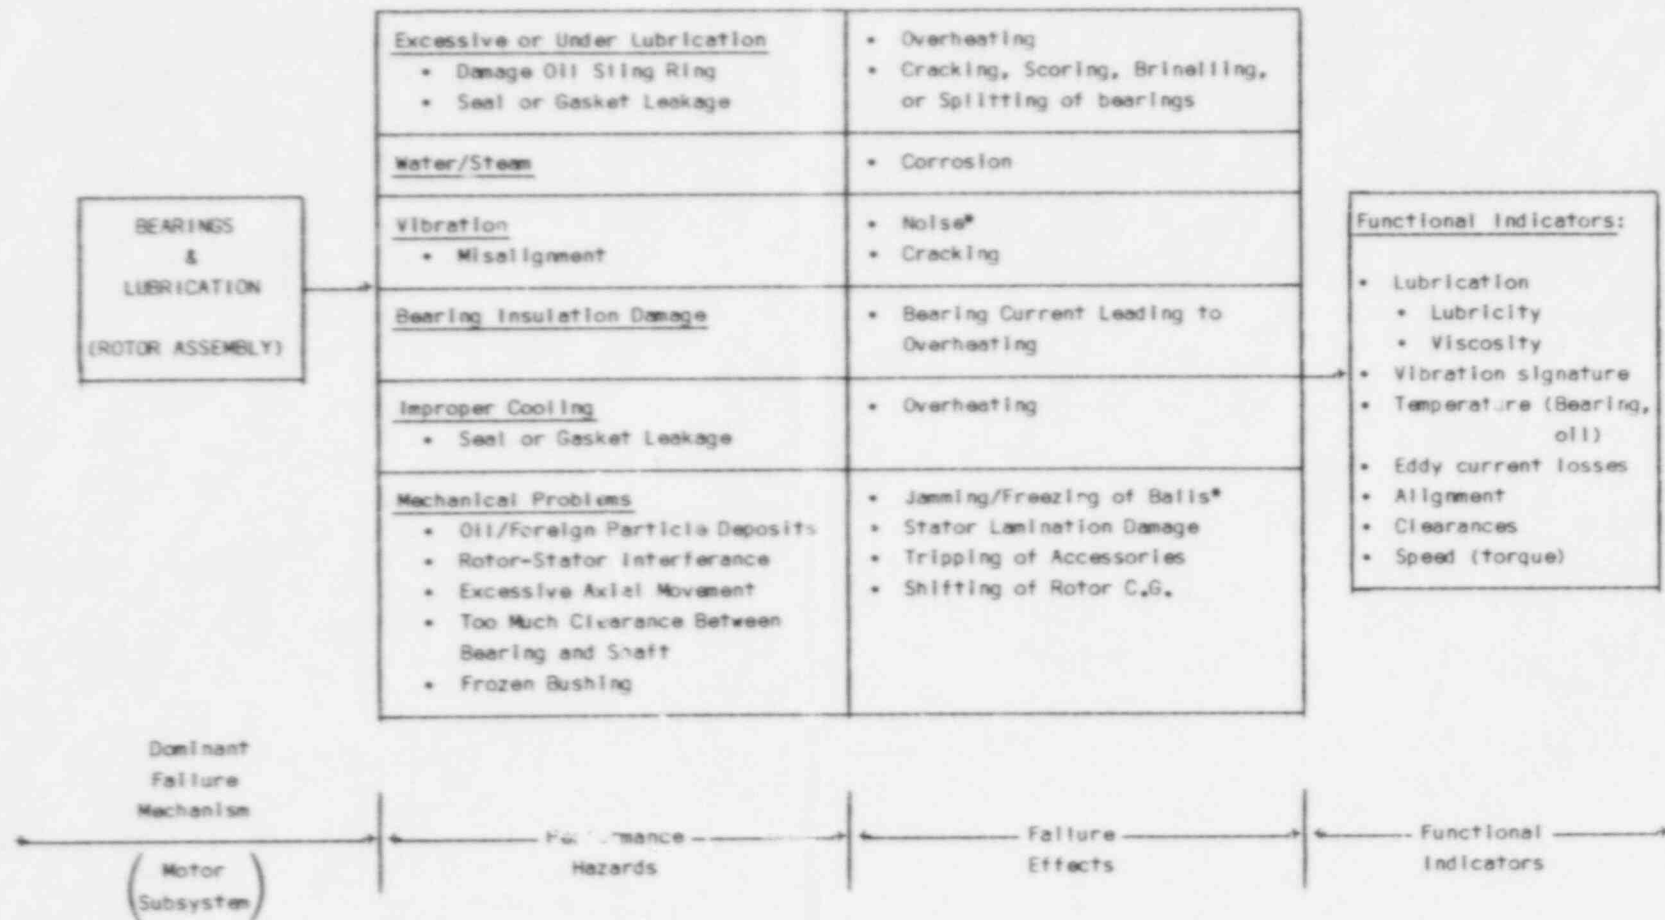 BEARINGS
&
LUBRICATION
(ROTOR ASSEMBLY)
Excessive or Under Lubrication
• Damage Oil Sling Ring
• Seal or Gasket Leakage
• Overheating
• Cracking, Scoring, Brinelling,
or Splitting of bearings
Water/Steam
• Corrosion
Vibration
• Misalignment
• Noise*
• Cracking
Bearing Insulation Damage
• Bearing Current Leading to
Overheating
Improper Cooling
• Seal or Gasket Leakage
• Overheating
Mechanical Problems
• Oil/Foreign Particle Deposits
• Rotor-Stator Interferance
• Excessive Axial Movement
• Too Much Clearance Between
Bearing and Shaft
• Frozen Bushing
• Jamming/Freezing of Balls*
• Stator Lamination Damage
• Tripping of Accessories
• Shifting of Rotor C.G.
Functional Indicators:
• Lubrication
• Lubricity
• Viscosity
• Vibration signature
• Temperature (Bearing,
oil)
• Eddy current losses
• Alignment
• Clearances
• Speed (torque)
Dominant
Failure
Mechanism
(Motor
Subsystem)
Performance
Hazards
Failure
Effects
Functional
Indicators